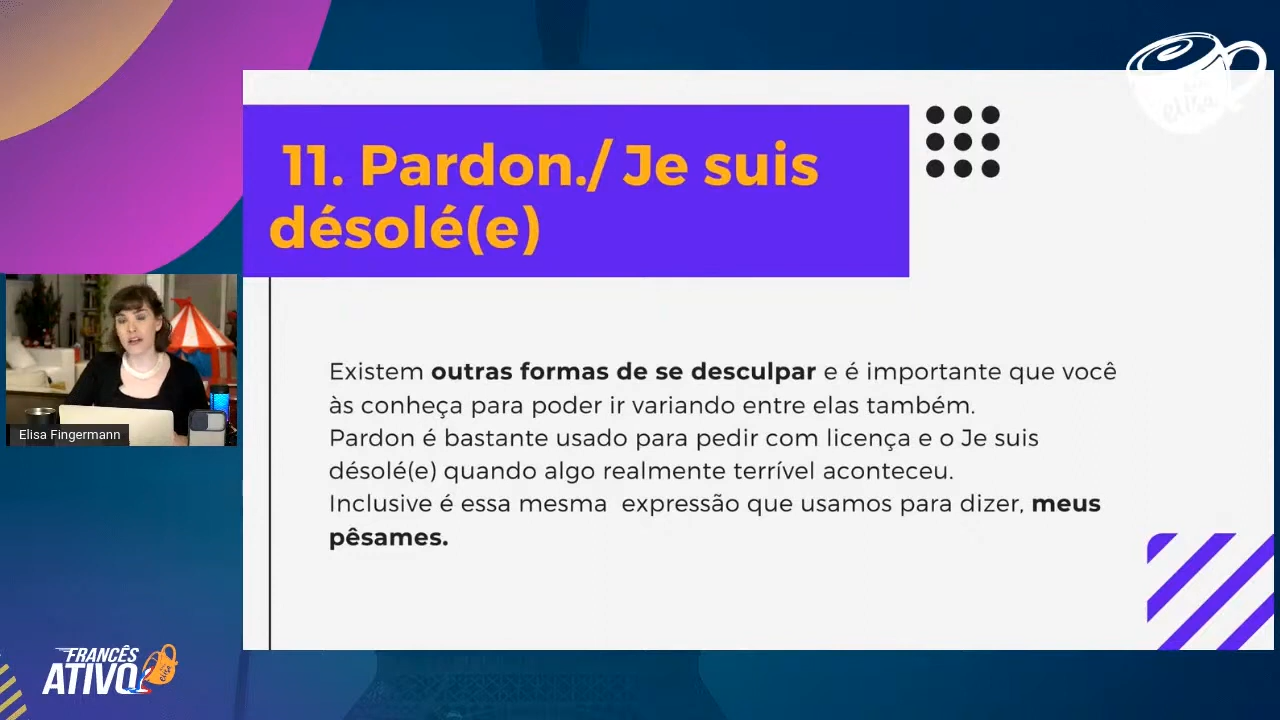 11. Pardon./ Je suis
désolé(e)
Existem outras formas de se desculpar e é importante que você
às conheça para poder ir variando entre elas também.
Pardon é bastante usado para pedir com licença e o Je suis
désolé(e) quando algo realmente terrível aconteceu.
Inclusive é essa mesma  expressão que usamos para dizer, meus
pêsames.
Elisa Fingermann
FRANCÊS
ATIVO
elisa